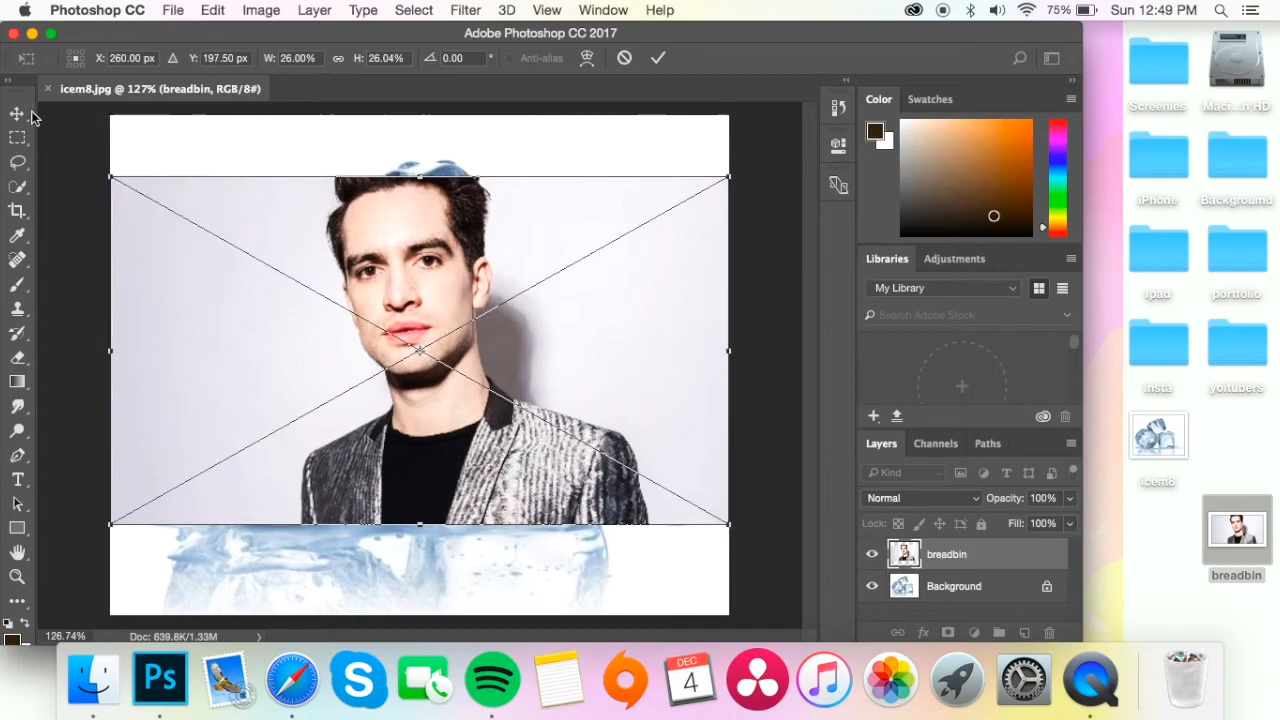 Photoshop CC File Edit Image Layer Type Select Filter 3D View Window Help 75% Sun 12:49 PM
Adobe Photoshop CC 2017
X: 260.00 px Y: 197.50 px W: 26.00% H: 26.04% 0.00 ° Anti-alias
icem8.jpg @ 127% (breadbin, RGB/8#)
Color Swatches
Libraries Adjustments
My Library
Search Adobe Stock
Layers Channels Paths
Kind
Normal Opacity: 100%
Lock: Fill: 100%
breadbin
Background
126.74% Doc: 639.8K/1.33M
Screenies Maci...h HD
iPhone Background
ipad portfolio
insta yoitubers
icem8
breadbin
Ps
DEC
4